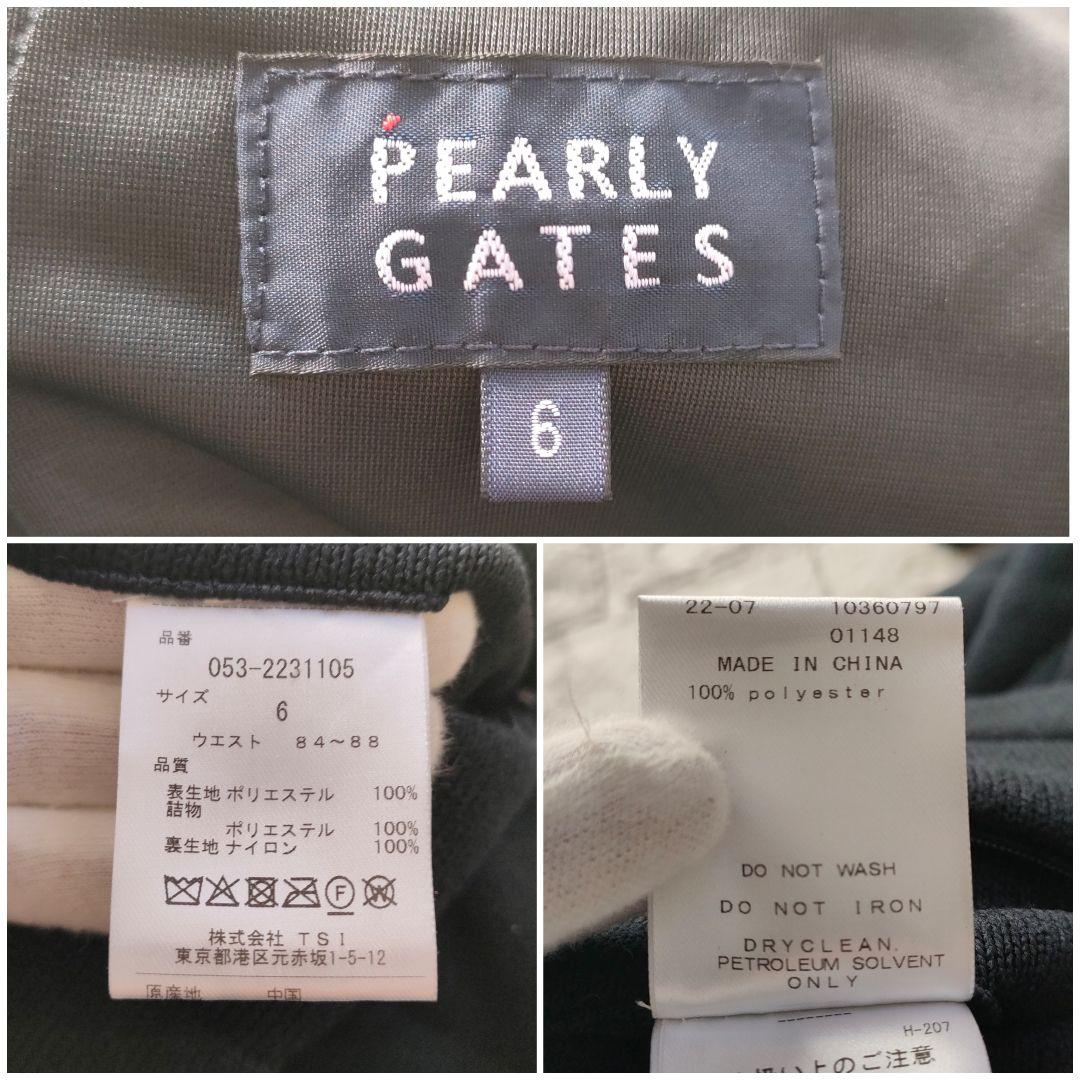 PEARLY
GATES
6
品番
053-2231105
サイズ
6
ウエスト 84～88
品質
表生地 ポリエステル 100%
詰物
ポリエステル 100%
裏生地 ナイロン 100%
F W
株式会社 TSI
東京都港区元赤坂1-5-12
原産地 中国
22-07 10360797
01148
MADE IN CHINA
100% polyester
DO NOT WASH
DO NOT IRON
DRYCLEAN.
PETROLEUM SOLVENT
ONLY
H-207
扱い上のご注意